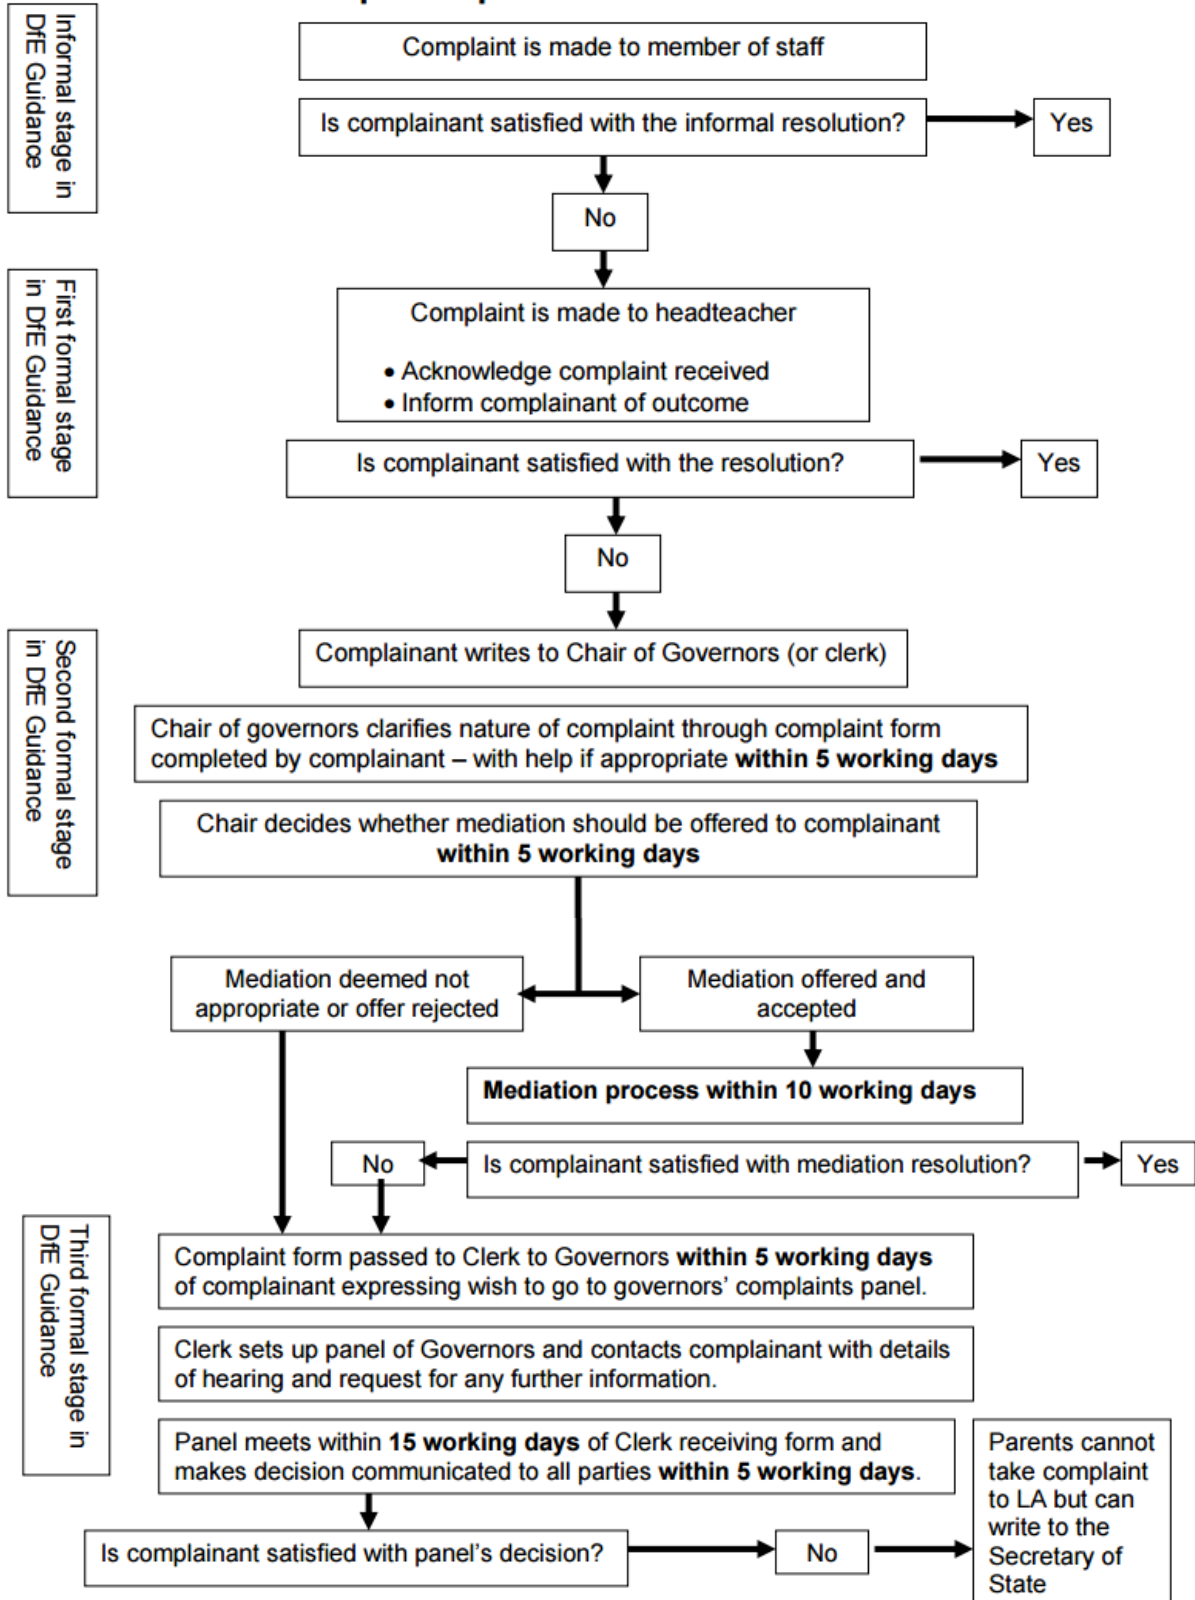 Informal stage in
DfE Guidance
Complaint is made to member of staff
Is complainant satisfied with the informal resolution?
Yes
No
First formal stage
in DfE Guidance
Complaint is made to headteacher
• Acknowledge complaint received
• Inform complainant of outcome
Is complainant satisfied with the resolution?
Yes
No
Second formal stage
in DfE Guidance
Complainant writes to Chair of Governors (or clerk)
Chair of governors clarifies nature of complaint through complaint form
completed by complainant – with help if appropriate within 5 working days
Chair decides whether mediation should be offered to complainant
within 5 working days
Mediation deemed not
appropriate or offer rejected
Mediation offered and
accepted
Mediation process within 10 working days
No
Is complainant satisfied with mediation resolution?
Yes
Third formal stage in
DfE Guidance
Complaint form passed to Clerk to Governors within 5 working days
of complainant expressing wish to go to governors’ complaints panel.
Clerk sets up panel of Governors and contacts complainant with details
of hearing and request for any further information.
Panel meets within 15 working days of Clerk receiving form and
makes decision communicated to all parties within 5 working days.
Is complainant satisfied with panel’s decision?
No
Parents cannot
take complaint
to LA but can
write to the
Secretary of
State